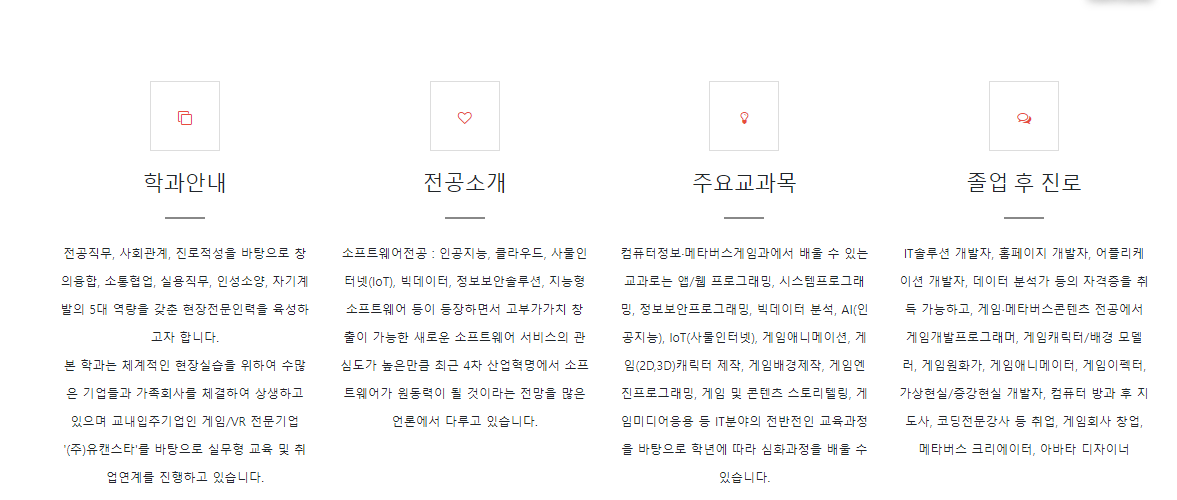 학과안내
전공직무, 사회관계, 진로적성을 바탕으로 창
의융합, 소통협업, 실용직무, 인성소양, 자기계
발의 5대 역량을 갖춘 현장전문인력을 육성하
고자 합니다.
본 학과는 체계적인 현장실습을 위하여 수많
은 기업들과 가족회사를 체결하여 상생하고
있으며 교내입주기업인 게임/VR 전문기업
'(주)유캔스타'를 바탕으로 실무형 교육 및 취
업연계를 진행하고 있습니다.
전공소개
소프트웨어전공 : 인공지능, 클라우드, 사물인
터넷(IoT), 빅데이터, 정보보안솔루션, 지능형
소프트웨어 등이 등장하면서 고부가가치 창
출이 가능한 새로운 소프트웨어 서비스의 관
심도가 높은만큼 최근 4차 산업혁명에서 소프
트웨어가 원동력이 될 것이라는 전망을 많은
언론에서 다루고 있습니다.
주요교과목
컴퓨터정보·메타버스게임과에서 배울 수 있는
교과로는 앱/웹 프로그래밍, 시스템프로그래
밍, 정보보안프로그래밍, 빅데이터 분석, AI(인
공지능), IoT(사물인터넷), 게임애니메이션, 게
임(2D,3D)캐릭터 제작, 게임배경제작, 게임엔
진프로그래밍, 게임 및 콘텐츠 스토리텔링, 게
임미디어응용 등 IT분야의 전반전인 교육과정
을 바탕으로 학년에 따라 심화과정을 배울 수
있습니다.
졸업 후 진로
IT솔루션 개발자, 홈페이지 개발자, 어플리케
이션 개발자, 데이터 분석가 등의 자격증을 취
득 가능하고, 게임·메타버스콘텐츠 전공에서
게임개발프로그래머, 게임캐릭터/배경 모델
러, 게임원화가, 게임애니메이터, 게임이펙터,
가상현실/증강현실 개발자, 컴퓨터 방과 후 지
도사, 코딩전문강사 등 취업, 게임회사 창업,
메타버스 크리에이터, 아바타 디자이너